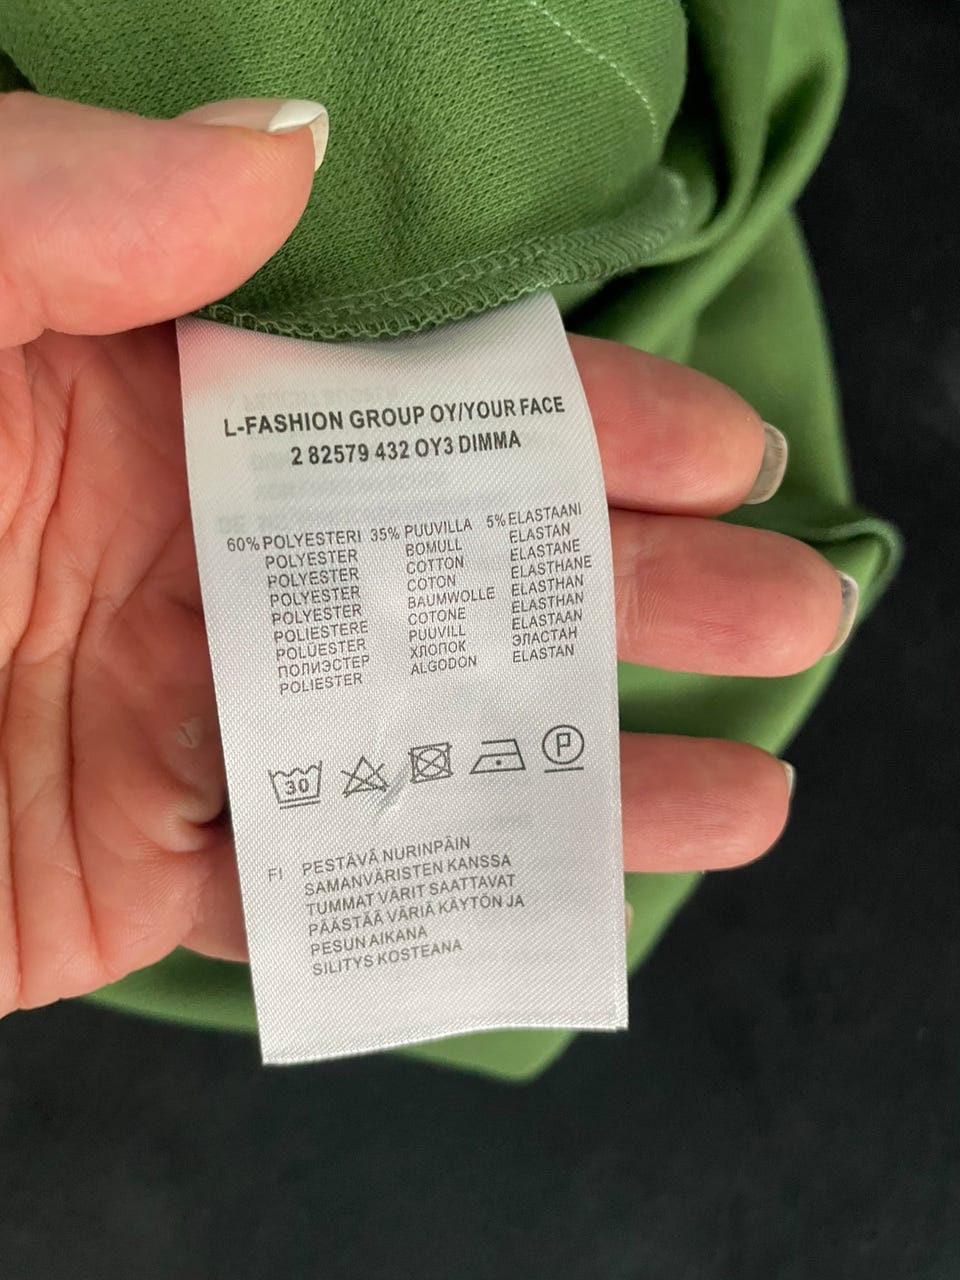 L-FASHION GROUP OY/YOUR FACE
2 82579 432 OY3 DIMMA
60% POLYESTERI 35% PUUVILLA 5% ELASTAANI
POLYESTER BOMULL ELASTAN
POLYESTER COTTON ELASTANE
POLYESTER COTON ELASTHANE
POLYESTER BAUMWOLLE ELASTHAN
POLIESTERE COTONE ELASTHAN
POLÜESTER PUUVILL ELASTAAN
ПОЛИЭСТЕР ХЛОПОК ЭЛАСТАН
POLIESTER ALGODON ELASTAN
30 P
FI PESTÄVÄ NURINPÄIN
SAMANVÄRISTEN KANSSA
TUMMAT VÄRIT SAATTAVAT
PÄÄSTÄÄ VÄRIÄ KÄYTÖN JA
PESUN AIKANA
SILITYS KOSTEANA